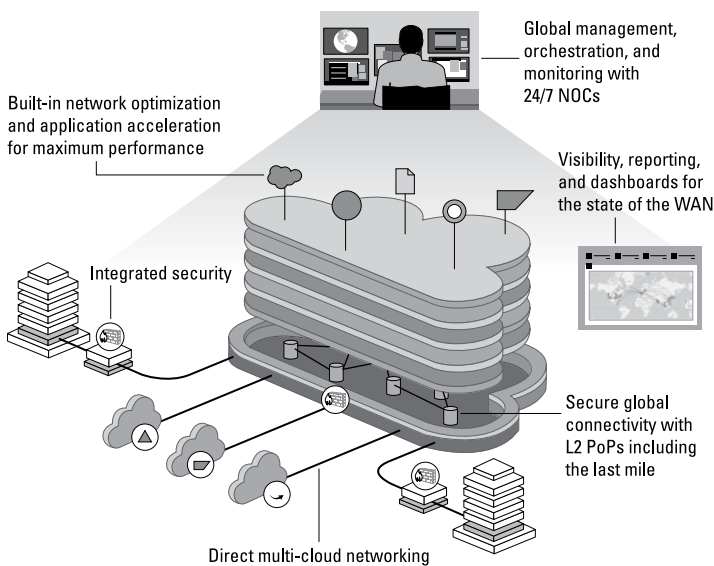 Global management,
orchestration, and
monitoring with
24/7 NOCs
Built-in network optimization
and application acceleration
for maximum performance
Visibility, reporting,
and dashboards for
the state of the WAN
Integrated security
Secure global
connectivity with
L2 PoPs including
the last mile
Direct multi-cloud networking